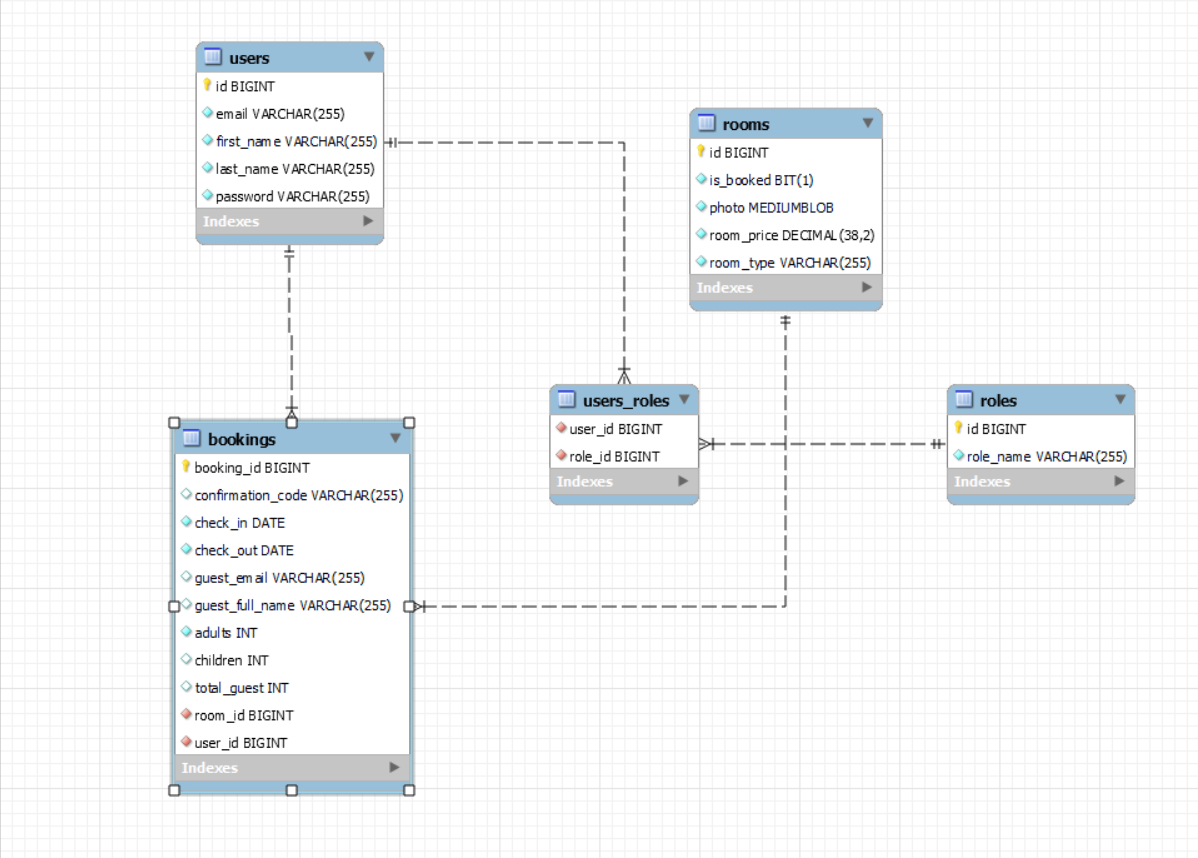 users
id BIGINT
email VARCHAR(255)
first_name VARCHAR(255)
last_name VARCHAR(255)
password VARCHAR(255)
Indexes
rooms
id BIGINT
is_booked BIT(1)
photo MEDIUMBLOB
room_price DECIMAL(38,2)
room_type VARCHAR(255)
Indexes
users_roles
user_id BIGINT
role_id BIGINT
Indexes
roles
id BIGINT
role_name VARCHAR(255)
Indexes
bookings
booking_id BIGINT
confirmation_code VARCHAR(255)
check_in DATE
check_out DATE
guest_email VARCHAR(255)
guest_full_name VARCHAR(255)
adults INT
children INT
total_guest INT
room_id BIGINT
user_id BIGINT
Indexes